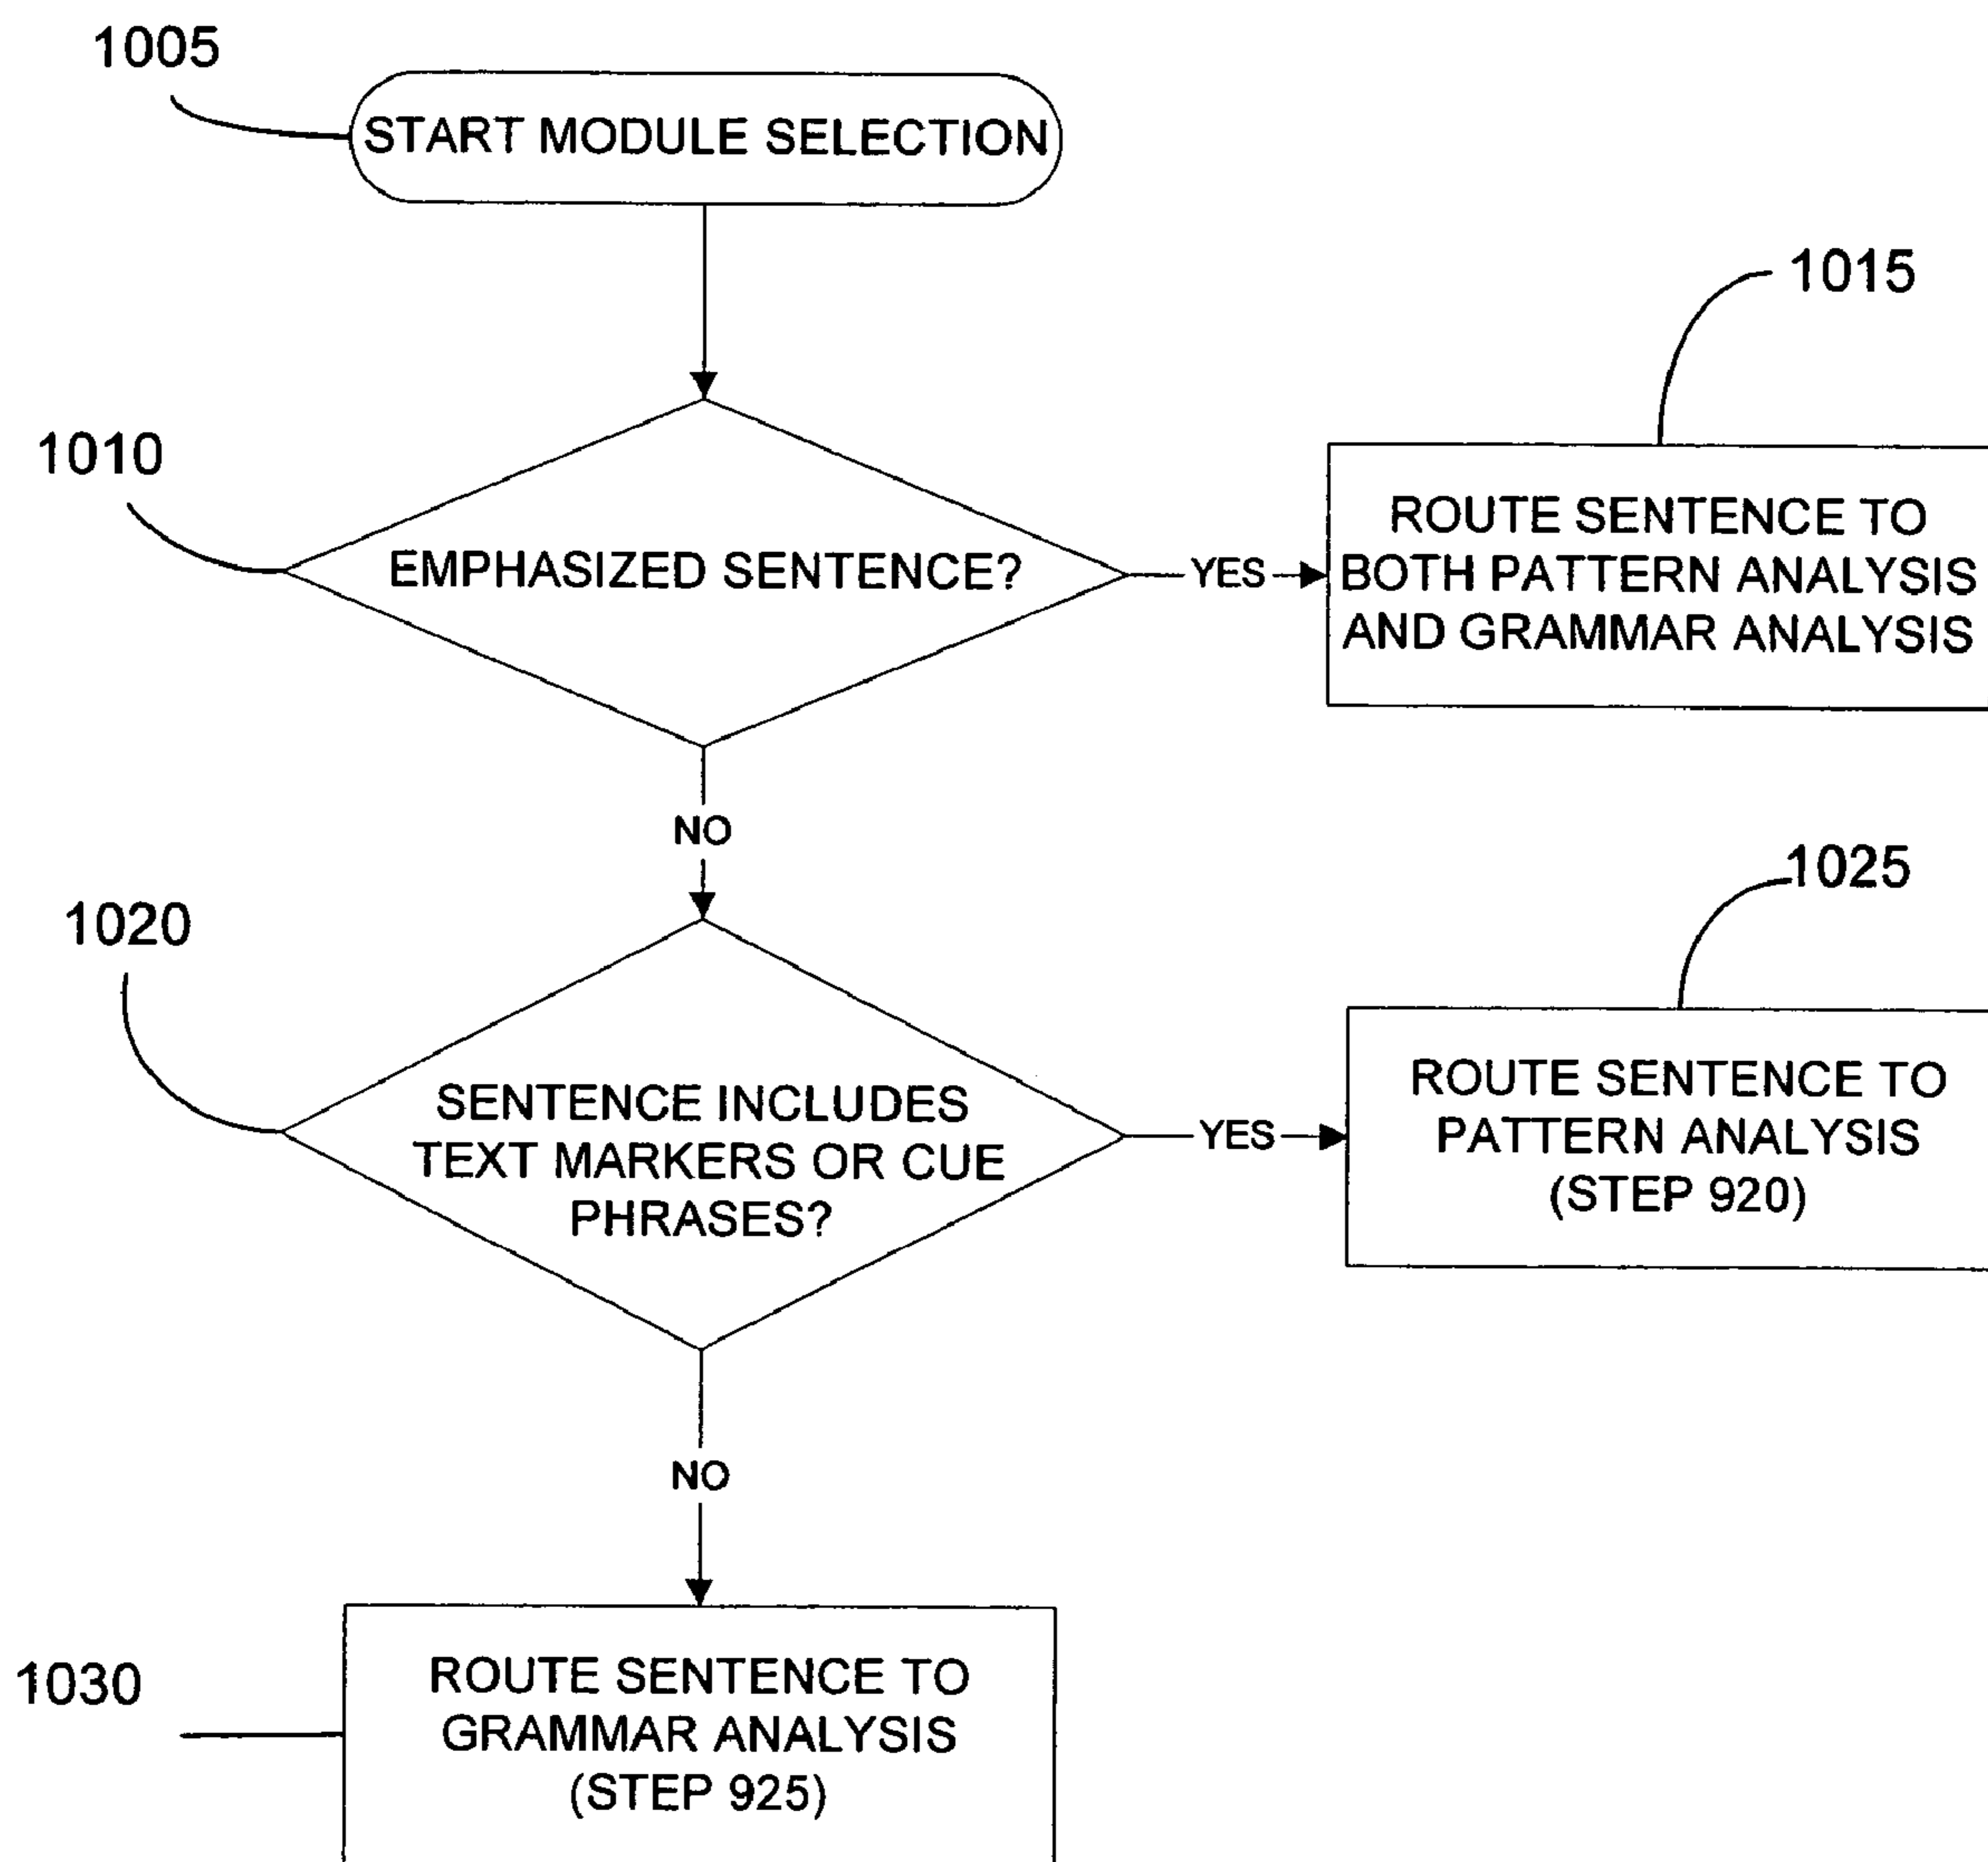 1005
START MODULE SELECTION
1015
1010
EMPHASIZED SENTENCE?
YES
ROUTE SENTENCE TO
BOTH PATTERN ANALYSIS
AND GRAMMAR ANALYSIS
NO
1025
1020
SENTENCE INCLUDES
TEXT MARKERS OR CUE
PHRASES?
YES
ROUTE SENTENCE TO
PATTERN ANALYSIS
(STEP 920)
NO
1030
ROUTE SENTENCE TO
GRAMMAR ANALYSIS
(STEP 925)